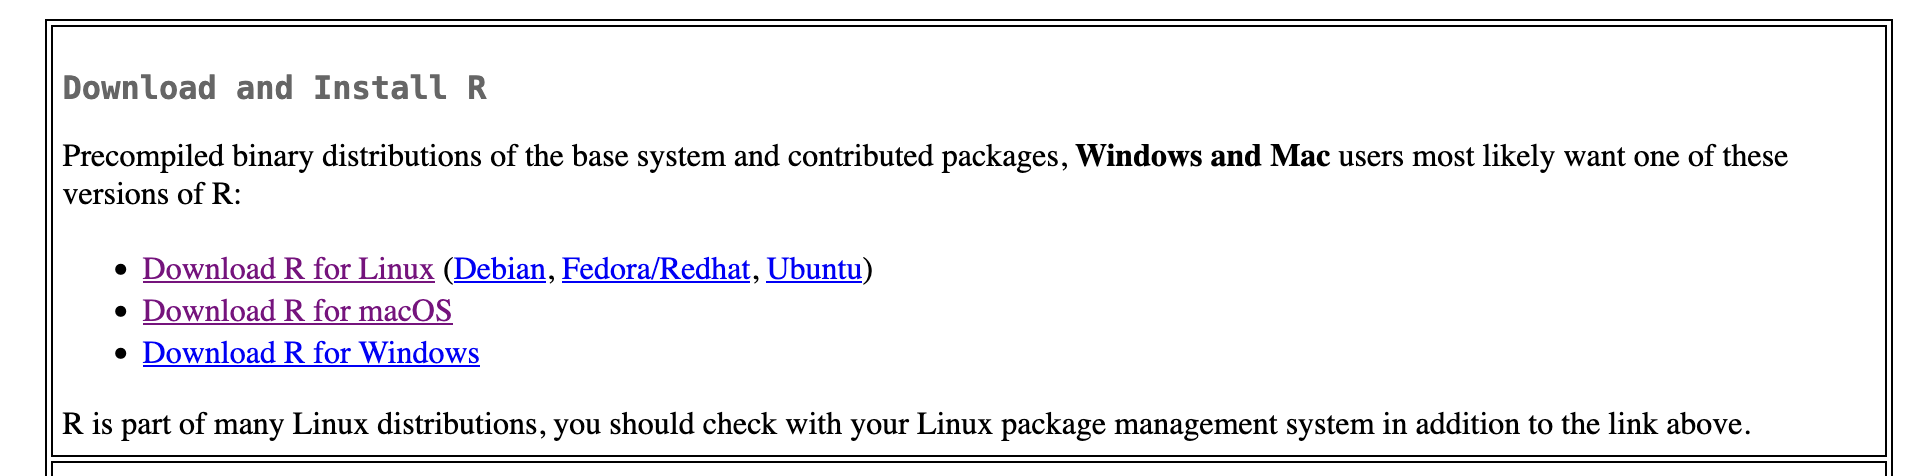 Download and Install R
Precompiled binary distributions of the base system and contributed packages, Windows and Mac users most likely want one of these
versions of R:
• Download R for Linux (Debian, Fedora/Redhat, Ubuntu)
• Download R for macOS
• Download R for Windows
R is part of many Linux distributions, you should check with your Linux package management system in addition to the link above.